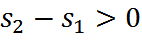 s₂ − s₁ > 0